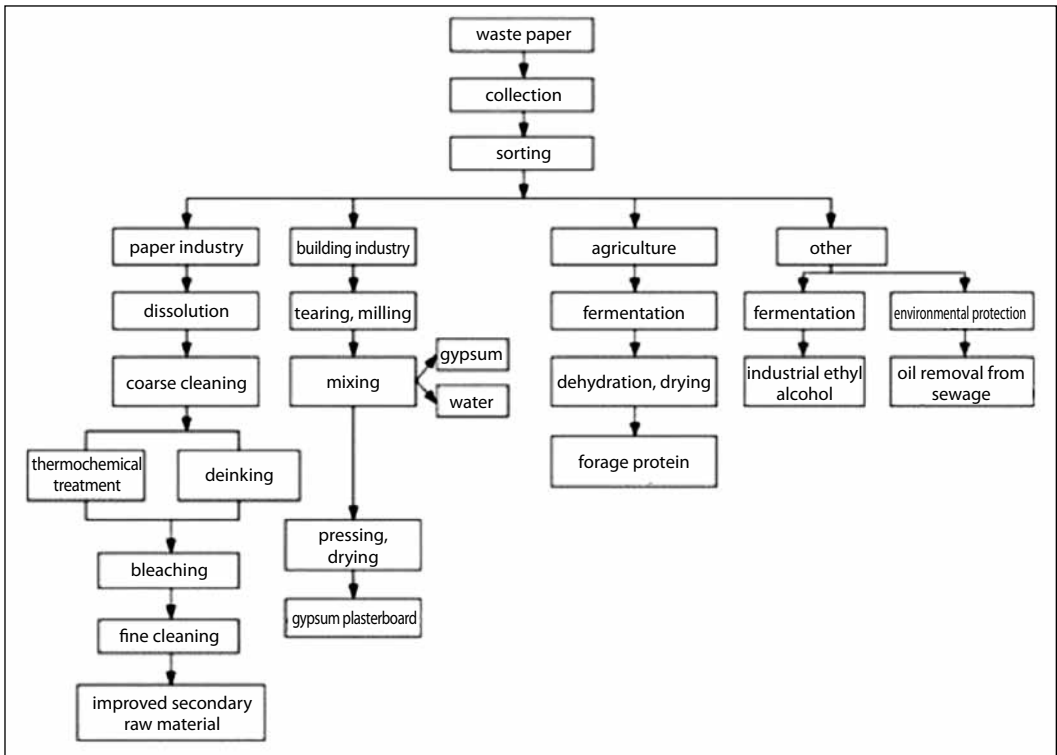 waste paper
collection
sorting
paper industry
building industry
agriculture
other
dissolution
tearing, milling
fermentation
fermentation
environmental protection
coarse cleaning
mixing
gypsum
water
dehydration, drying
industrial ethyl
alcohol
oil removal from
sewage
thermochemical
treatment
deinking
forage protein
pressing,
drying
bleaching
gypsum plasterboard
fine cleaning
improved secondary
raw material